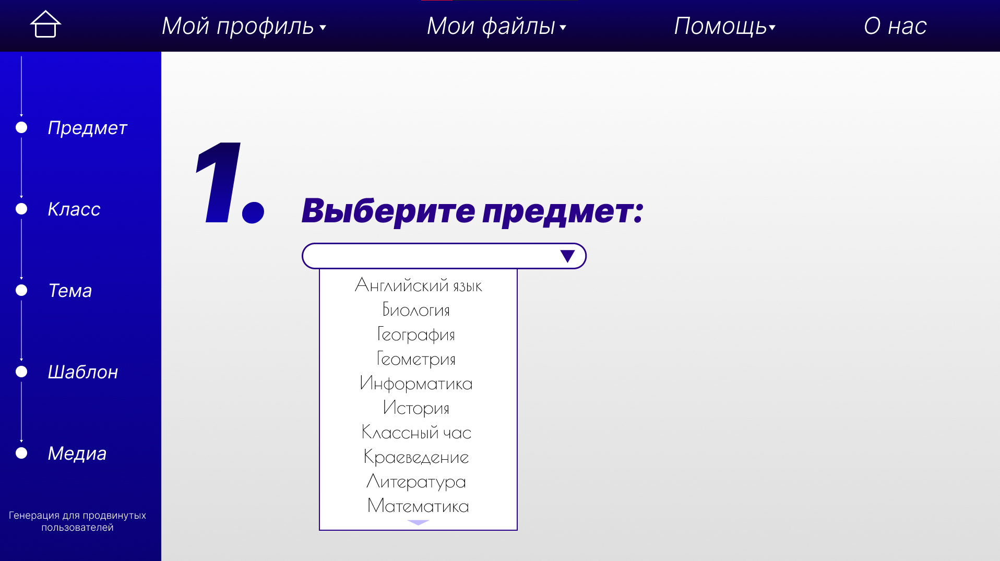 Мой профиль
Мои файлы
Помощь
О нас
Предмет
Класс
Тема
Шаблон
Медиа
Генерация для продвинутых
пользователей
1.
Выберите предмет:
Английский язык
Биология
География
Геометрия
Информатика
История
Классный час
Краеведение
Литература
Математика